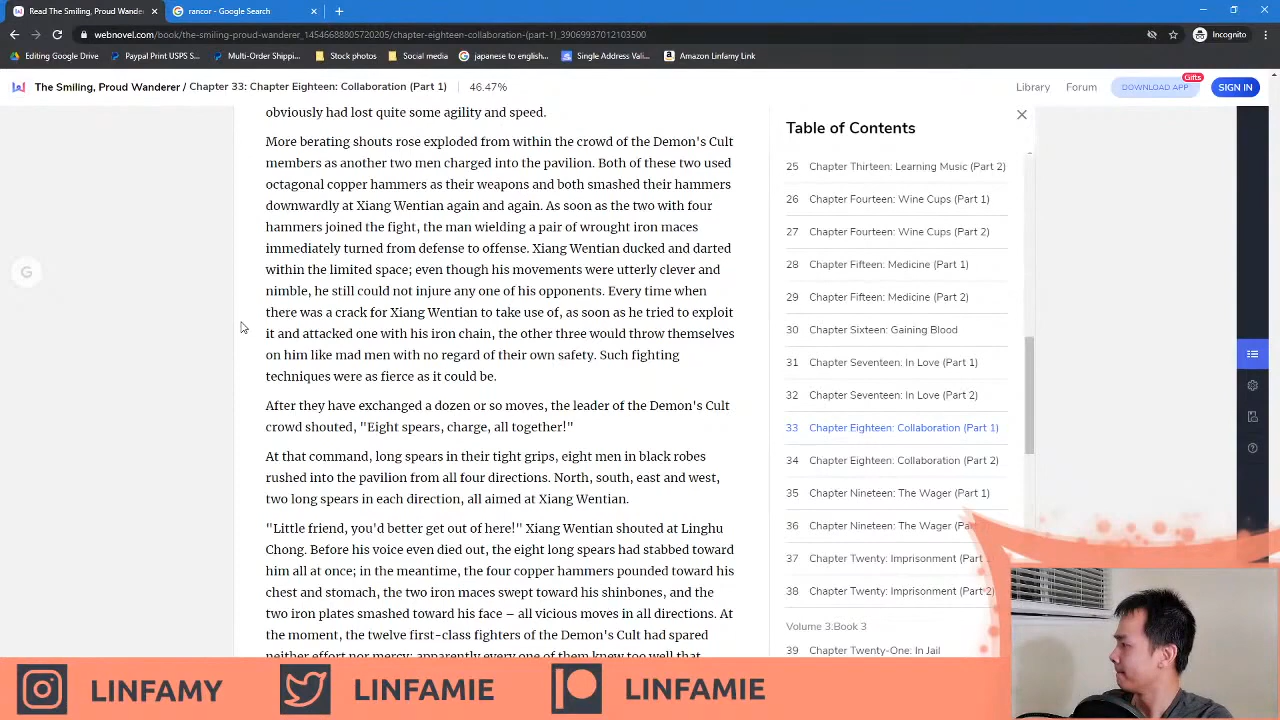 Read The Smiling, Proud Wande
rancor - Google Search
webnovel.com/book/the-smiling-proud-wanderer_14546688805720205/chapter-eighteen-collaboration-(part-1)_39069937012103500
Incognito
Editing Google Drive
Paypal Print USPS S...
Multi-Order Shippi...
Stock photos
Social media
japanese to english...
Single Address Vali...
Amazon Linfamy Link
The Smiling, Proud Wanderer / Chapter 33: Chapter Eighteen: Collaboration (Part 1)
46.47%
Library
Forum
DOWNLOAD APP
Gifts
SIGN IN
obviously had lost quite some agility and speed.
More berating shouts rose exploded from within the crowd of the Demon's Cult
members as another two men charged into the pavilion. Both of these two used
octagonal copper hammers as their weapons and both smashed their hammers
downwardly at Xiang Wentian again and again. As soon as the two with four
hammers joined the fight, the man wielding a pair of wrought iron maces
immediately turned from defense to offense. Xiang Wentian ducked and darted
within the limited space; even though his movements were utterly clever and
nimble, he still could not injure any one of his opponents. Every time when
there was a crack for Xiang Wentian to take use of, as soon as he tried to exploit
it and attacked one with his iron chain, the other three would throw themselves
on him like mad men with no regard of their own safety. Such fighting
techniques were as fierce as it could be.
After they have exchanged a dozen or so moves, the leader of the Demon's Cult
crowd shouted, "Eight spears, charge, all together!"
At that command, long spears in their tight grips, eight men in black robes
rushed into the pavilion from all four directions. North, south, east and west,
two long spears in each direction, all aimed at Xiang Wentian.
"Little friend, you'd better get out of here!" Xiang Wentian shouted at Linghu
Chong. Before his voice even died out, the eight long spears had stabbed toward
him all at once; in the meantime, the four copper hammers pounded toward his
chest and stomach, the two iron maces swept toward his shinbones, and the
two iron plates smashed toward his face – all vicious moves in all directions. At
the moment, the twelve first-class fighters of the Demon's Cult had spared
neither effort nor mercy; apparently every one of them knew too well that
Table of Contents
25 Chapter Thirteen: Learning Music (Part 2)
26 Chapter Fourteen: Wine Cups (Part 1)
27 Chapter Fourteen: Wine Cups (Part 2)
28 Chapter Fifteen: Medicine (Part 1)
29 Chapter Fifteen: Medicine (Part 2)
30 Chapter Sixteen: Gaining Blood
31 Chapter Seventeen: In Love (Part 1)
32 Chapter Seventeen: In Love (Part 2)
33 Chapter Eighteen: Collaboration (Part 1)
34 Chapter Eighteen: Collaboration (Part 2)
35 Chapter Nineteen: The Wager (Part 1)
36 Chapter Nineteen: The Wager (Pa
37 Chapter Twenty: Imprisonment (Part
38 Chapter Twenty: Imprisonment (Part 2)
Volume 3:Book 3
39 Chapter Twenty-One: In Jail
LINFAMY
LINFAMIE
LINFAMIE